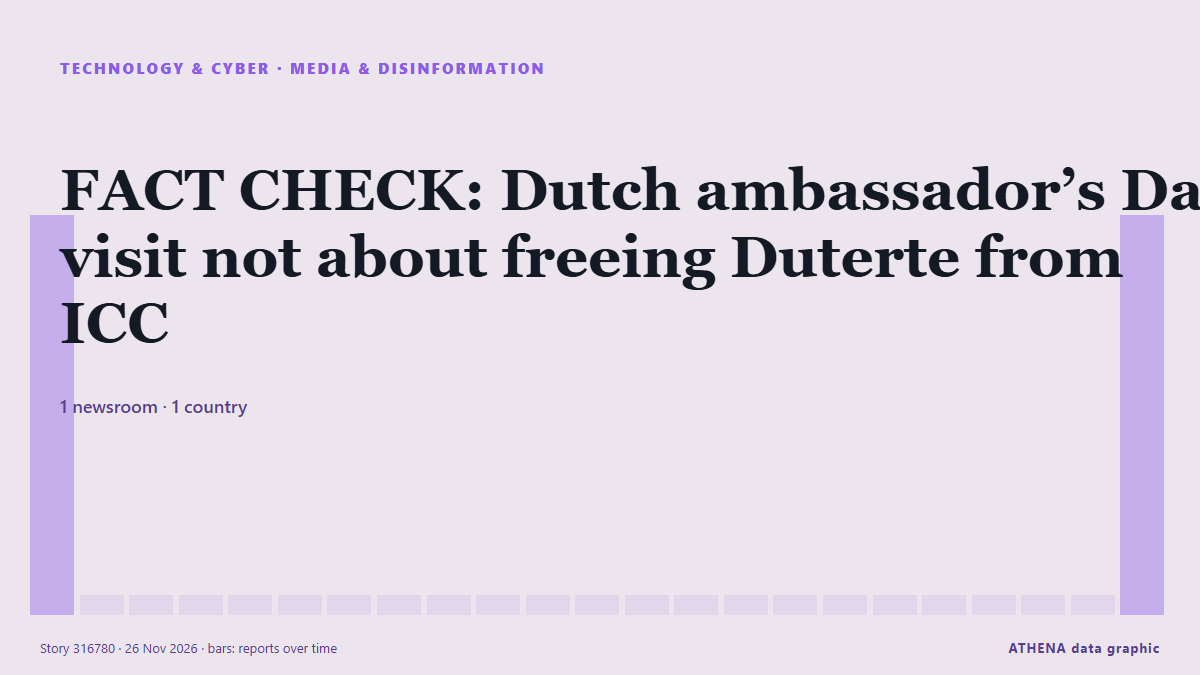 TECHNOLOGY & CYBER · MEDIA & DISINFORMATION
FACT CHECK: Dutch ambassador’s Da
visit not about freeing Duterte from
ICC
1 newsroom · 1 country
Story 316780 · 26 Nov 2026 · bars: reports over time
ATHENA data graphic